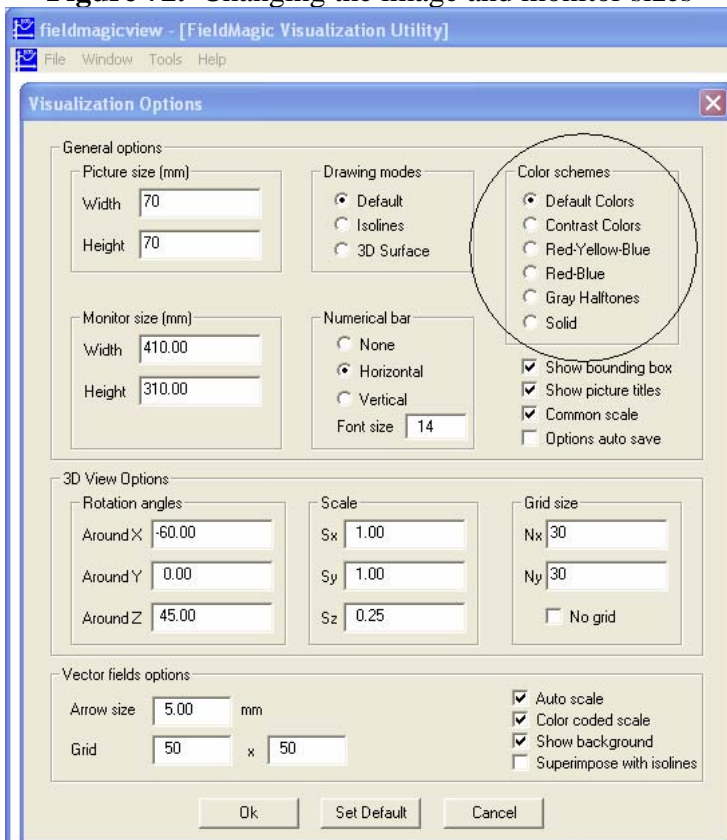 Changing the image and monitor sizes
fieldmagicview - [FieldMagic Visualization Utility]
File Window Tools Help
Visualization Options
General options
Picture size (mm)
Width 70
Height 70
Drawing modes
Default
Isolines
3D Surface
Color schemes
Default Colors
Contrast Colors
Red-Yellow-Blue
Red-Blue
Gray Halftones
Solid
Monitor size (mm)
Width 410.00
Height 310.00
Numerical bar
None
Horizontal
Vertical
Font size 14
Show bounding box
Show picture titles
Common scale
Options auto save
3D View Options
Rotation angles
Around X -60.00
Around Y 0.00
Around Z 45.00
Scale
Sx 1.00
Sy 1.00
Sz 0.25
Grid size
Nx 30
Ny 30
No grid
Vector fields options
Arrow size 5.00 mm
Grid 50 x 50
Auto scale
Color coded scale
Show background
Superimpose with isolines
Ok Set Default Cancel